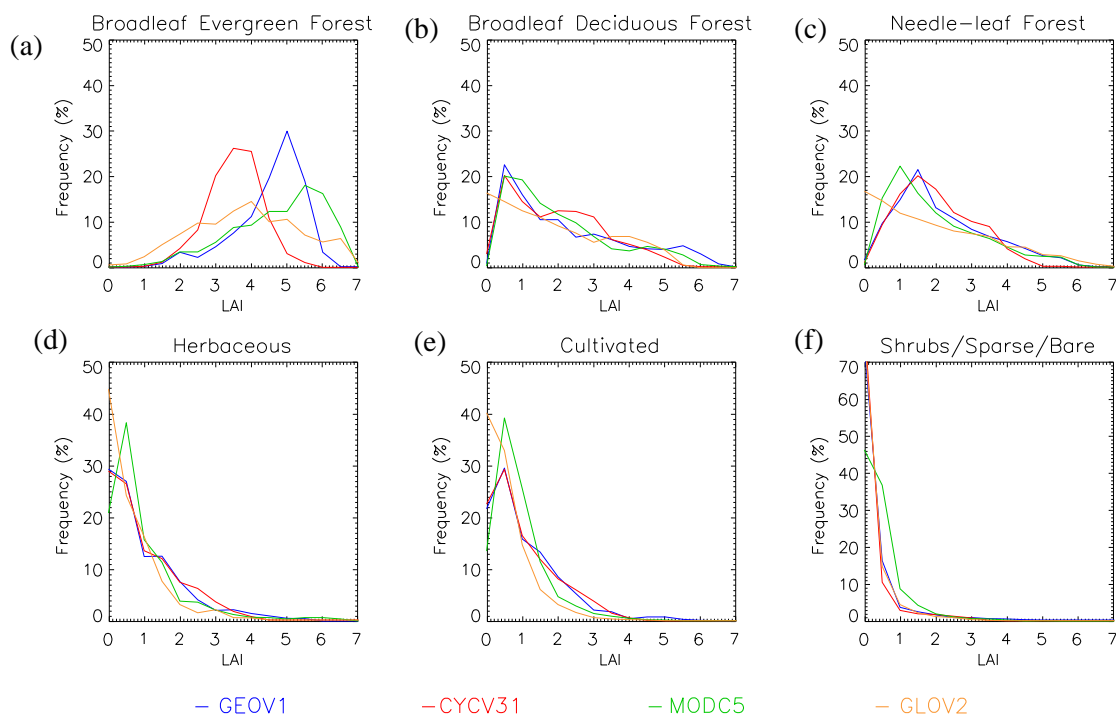 (a) Broadleaf Evergreen Forest
(b) Broadleaf Deciduous Forest
(c) Needle-leaf Forest
50
40
30
20
10
0
Frequency (%)
0 1 2 3 4 5 6 7
LAI
50
40
30
20
10
0
Frequency (%)
0 1 2 3 4 5 6 7
LAI
50
40
30
20
10
0
Frequency (%)
0 1 2 3 4 5 6 7
LAI
(d) Herbaceous
(e) Cultivated
(f) Shrubs/Sparse/Bare
50
40
30
20
10
0
Frequency (%)
0 1 2 3 4 5 6 7
LAI
50
40
30
20
10
0
Frequency (%)
0 1 2 3 4 5 6 7
LAI
70
60
50
40
30
20
10
0
Frequency (%)
0 1 2 3 4 5 6 7
LAI
– GEOV1 –CYCV31 – MODC5 – GLOV2